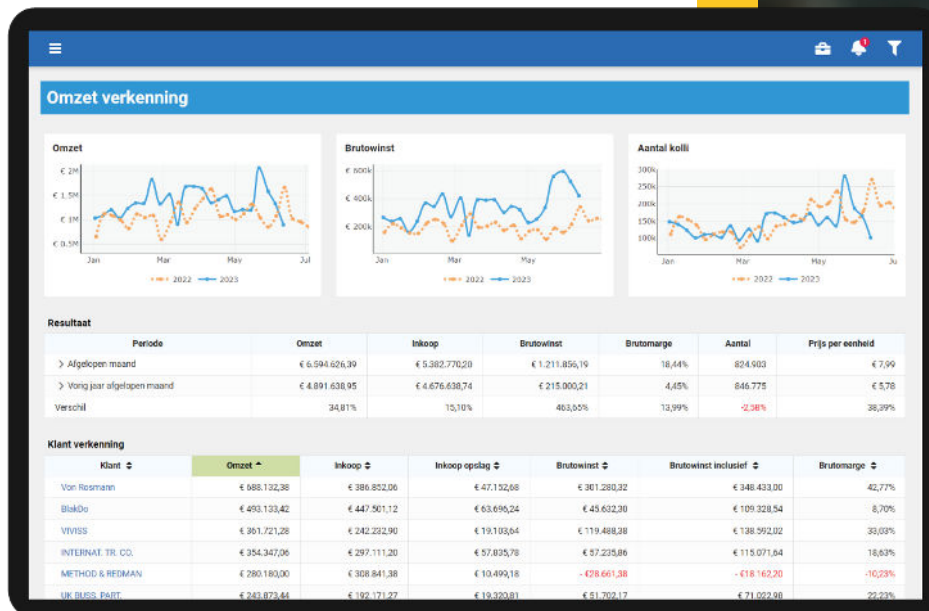 1
Omzet verkenning
Omzet
€ 2M
€ 1.5M
€ 1M
€ 0.5M
Jan Mar May Jul
2022 2023
Brutowinst
€ 600k
€ 400k
€ 200k
Jan Mar May
2022 2023
Aantal kolli
300k
250k
200k
150k
100k
Jan Mar May Ju
2022 2023
Resultaat
Periode Omzet Inkoop Brutowinst Brutomarge Aantal Prijs per eenheid
> Afgelopen maand € 6.594.626,39 € 5.382.770,20 € 1.211.856,19 18,44% 824.903 € 7,99
> Vorig jaar afgelopen maand € 4.891.638,95 € 4.676.638,74 € 215.000,21 4,45% 846.775 € 5,78
Verschil 34,81% 15,10% 463,65% 13,99% -2,58% 38,39%
Klant verkenning
Klant Omzet Inkoop Inkoop opslag Brutowinst Brutowinst inclusief Brutomarge
Von Rosmann € 688.132,38 € 386.852,06 € 47.152,68 € 301.280,32 € 348.433,00 42,77%
BlakDo € 493.133,42 € 447.501,12 € 63.696,24 € 45.632,30 € 109.328,54 8,70%
VIVISS € 361.721,28 € 242.232,90 € 19.103,64 € 119.488,38 € 138.592,02 33,03%
INTERNAT. TR. CO. € 354.347,06 € 297.111,20 € 57.835,78 € 57.235,86 € 115.071,64 18,63%
METHOD & REDMAN € 280.180,00 € 308.841,38 € 10.499,18 - €28.661,38 - €18.162,20 -10,23%
UK BUSS. PART. € 243.873,44 € 192.171,27 € 19.320,81 € 51.702,17 € 71.022,98 22,23%